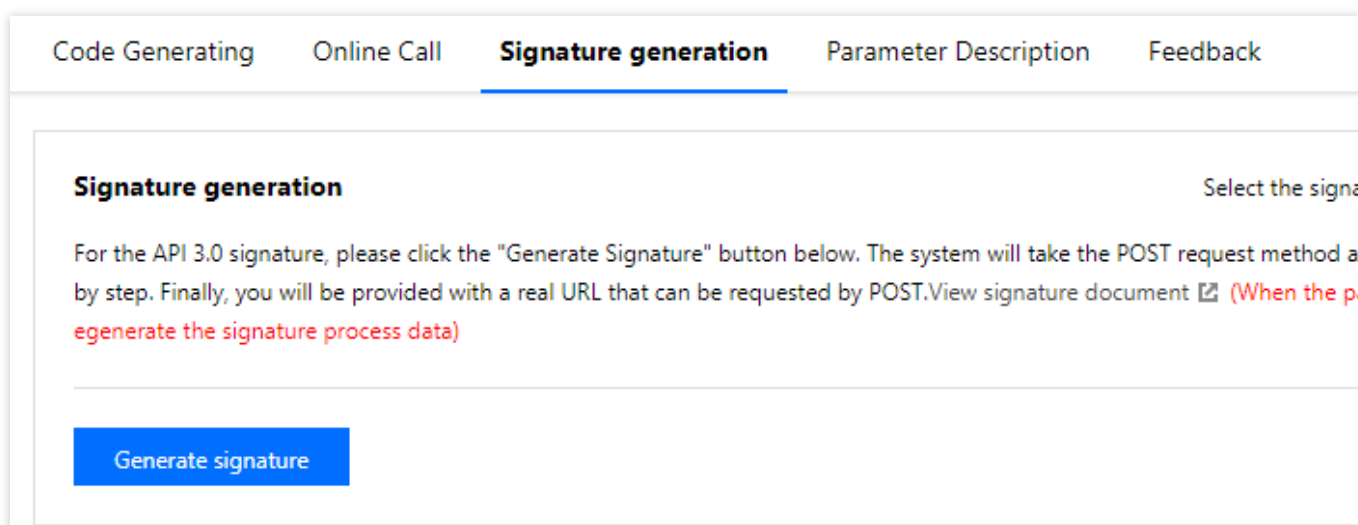 Code Generating Online Call Signature generation Parameter Description Feedback
Signature generation Select the signa
For the API 3.0 signature, please click the "Generate Signature" button below. The system will take the POST request method a
by step. Finally, you will be provided with a real URL that can be requested by POST.View signature document (When the pa
egenerate the signature process data)
Generate signature